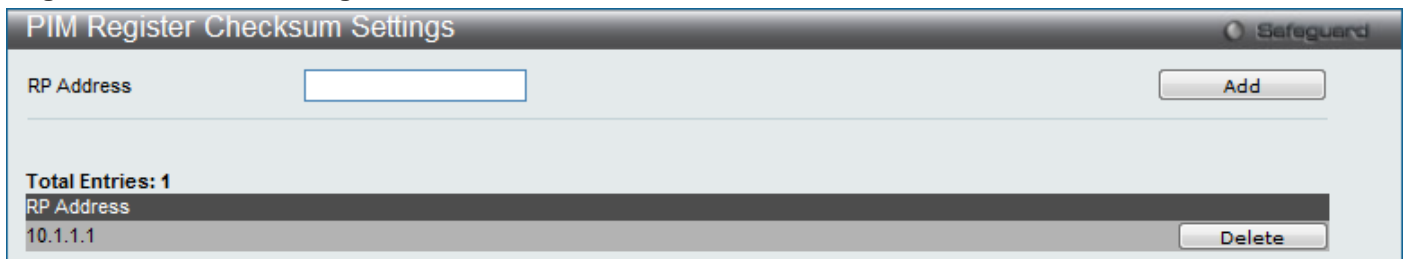 PIM Register Checksum Settings
Safeguard
RP Address
Add
Total Entries: 1
RP Address
10.1.1.1
Delete